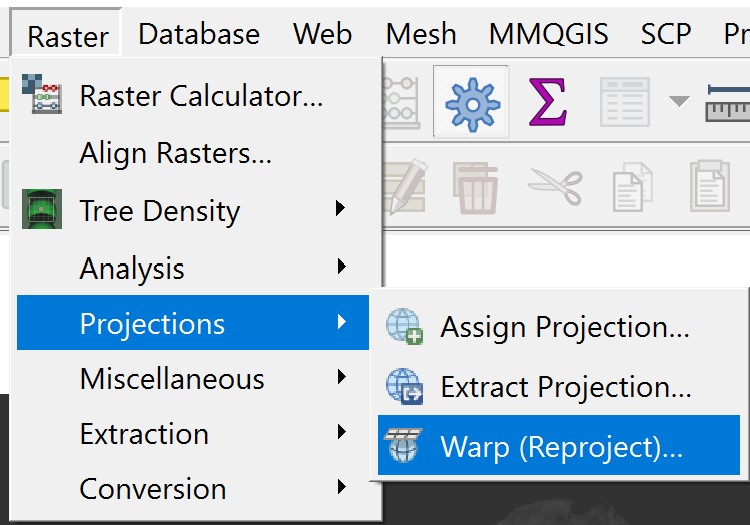 Raster Database Web Mesh MMQGIS SCP Pr
Raster Calculator...
Align Rasters...
Tree Density
Analysis
Projections
Assign Projection...
Miscellaneous
Extract Projection...
Extraction
Warp (Reproject)...
Conversion